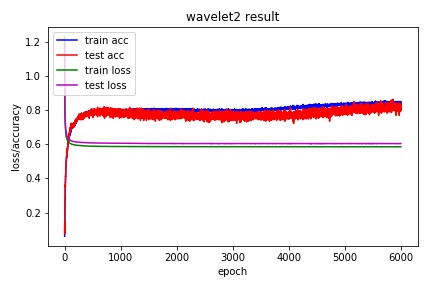 wavelet2 result
train acc
test acc
train loss
test loss
loss/accuracy
1.2
1.0
0.8
0.6
0.4
0.2
0 1000 2000 3000 4000 5000 6000
epoch